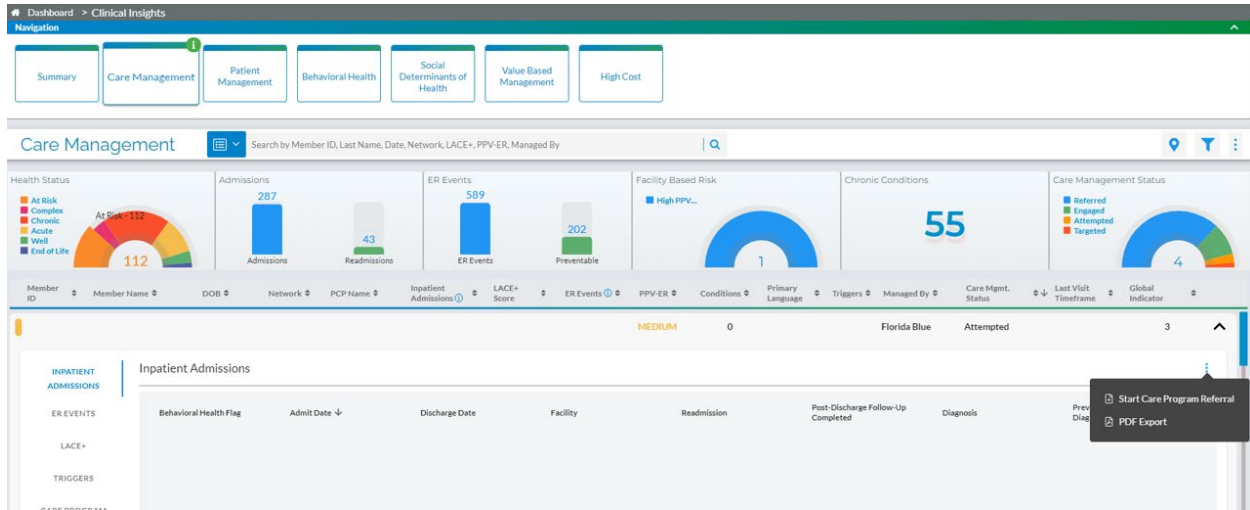 Dashboard > Clinical Insights
Navigation
i
Summary
Care Management
Patient
Management
Behavioral Health
Social
Determinants of
Health
Value Based
Management
High Cost
Care Management
Search by Member ID, Last Name, Date, Network, LACE+, PPV-ER, Managed By
Health Status
At Risk
Complex
Chronic
Acute
Well
End of Life
At Risk - 112
112
Admissions
287
43
Admissions
Readmissions
ER Events
589
202
ER Events
Preventable
Facility Based Risk
High PPV...
1
Chronic Conditions
55
Care Management Status
Referred
Engaged
Attempted
Targeted
4
Member
ID
Member Name
DOB
Network
PCP Name
Inpatient
Admissions
LACE+
Score
ER Events
PPV-ER
Conditions
Primary
Language
Triggers
Managed By
Care Mgmt.
Status
Last Visit
Timeframe
Global
Indicator
MEDIUM
0
Florida Blue
Attempted
3
INPATIENT
ADMISSIONS
ER EVENTS
LACE+
TRIGGERS
CARE PROGRAM
Inpatient Admissions
Behavioral Health Flag
Admit Date
Discharge Date
Facility
Readmission
Post-Discharge Follow-Up
Completed
Diagnosis
Prev
Diag
Start Care Program Referral
PDF Export